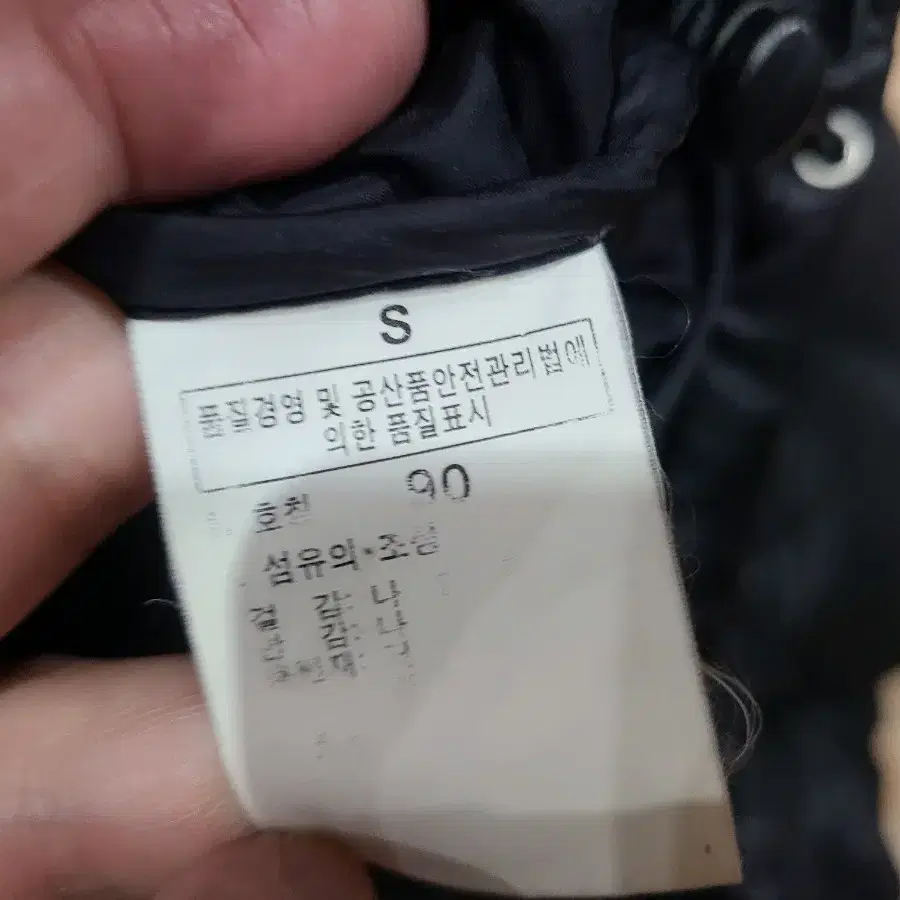 S
품질경영 및 공산품안전관리법에
의한 품질표시
호칭 90
섬유의 조성
겉 감: 나
감: 나